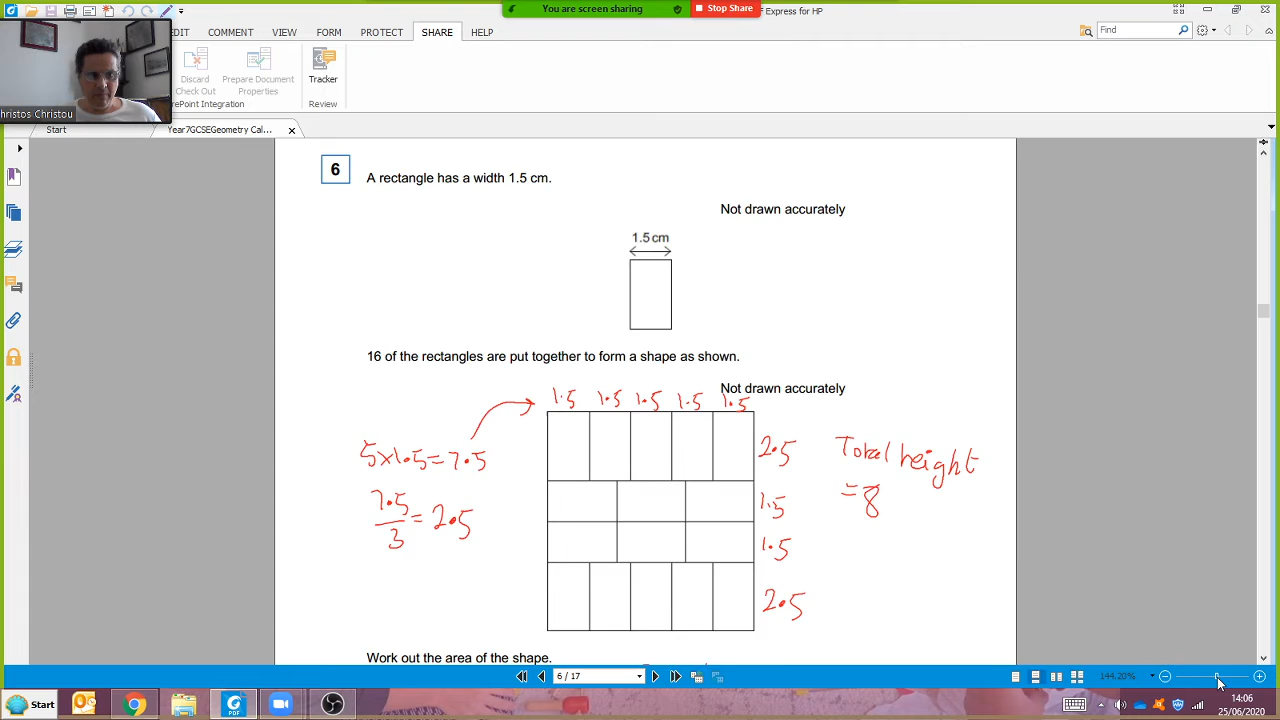 You are screen sharing
Stop Share
Express for HP
EDIT COMMENT VIEW FORM PROTECT SHARE HELP
Find
Discard
Check Out
Prepare Document
Properties
Tracker
rePoint Integration
Review
hristos Christou
Start
Year7GCSEGeometry Cal...
6
A rectangle has a width 1.5 cm.
Not drawn accurately
1.5 cm
16 of the rectangles are put together to form a shape as shown.
Not drawn accurately
1.5 1.5 1.5 1.5 1.5
5×1.5=7.5
7.5
3
= 2.5
2.5
1.5
1.5
2.5
Total height
= 8
Work out the area of the shape.
6 / 17
144.20%
Start
14:06
25/06/2020